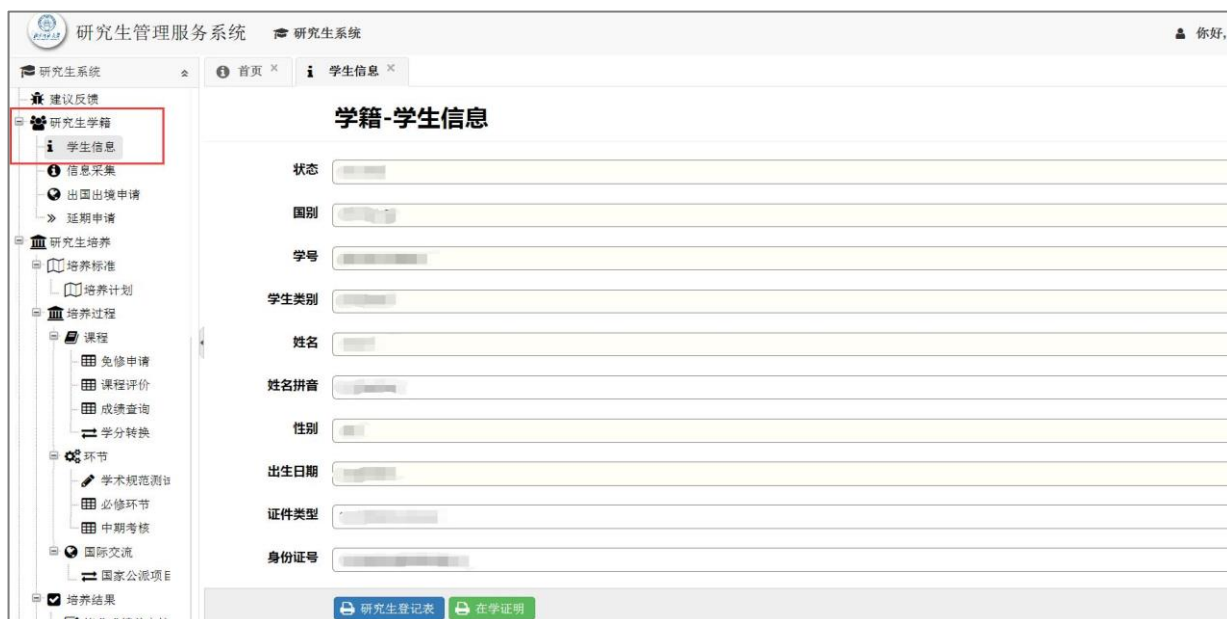 研究生管理服务系统 研究生系统 你好,
研究生系统 首页 × 学生信息 ×
建议反馈
研究生学籍
学生信息
信息采集
出国出境申请
延期申请
研究生培养
培养标准
培养计划
培养过程
课程
免修申请
课程评价
成绩查询
学分转换
环节
学术规范测试
必修环节
中期考核
国际交流
国家公派项目
培养结果
学籍-学生信息
状态
国别
学号
学生类别
姓名
姓名拼音
性别
出生日期
证件类型
身份证号
研究生登记表 在学证明